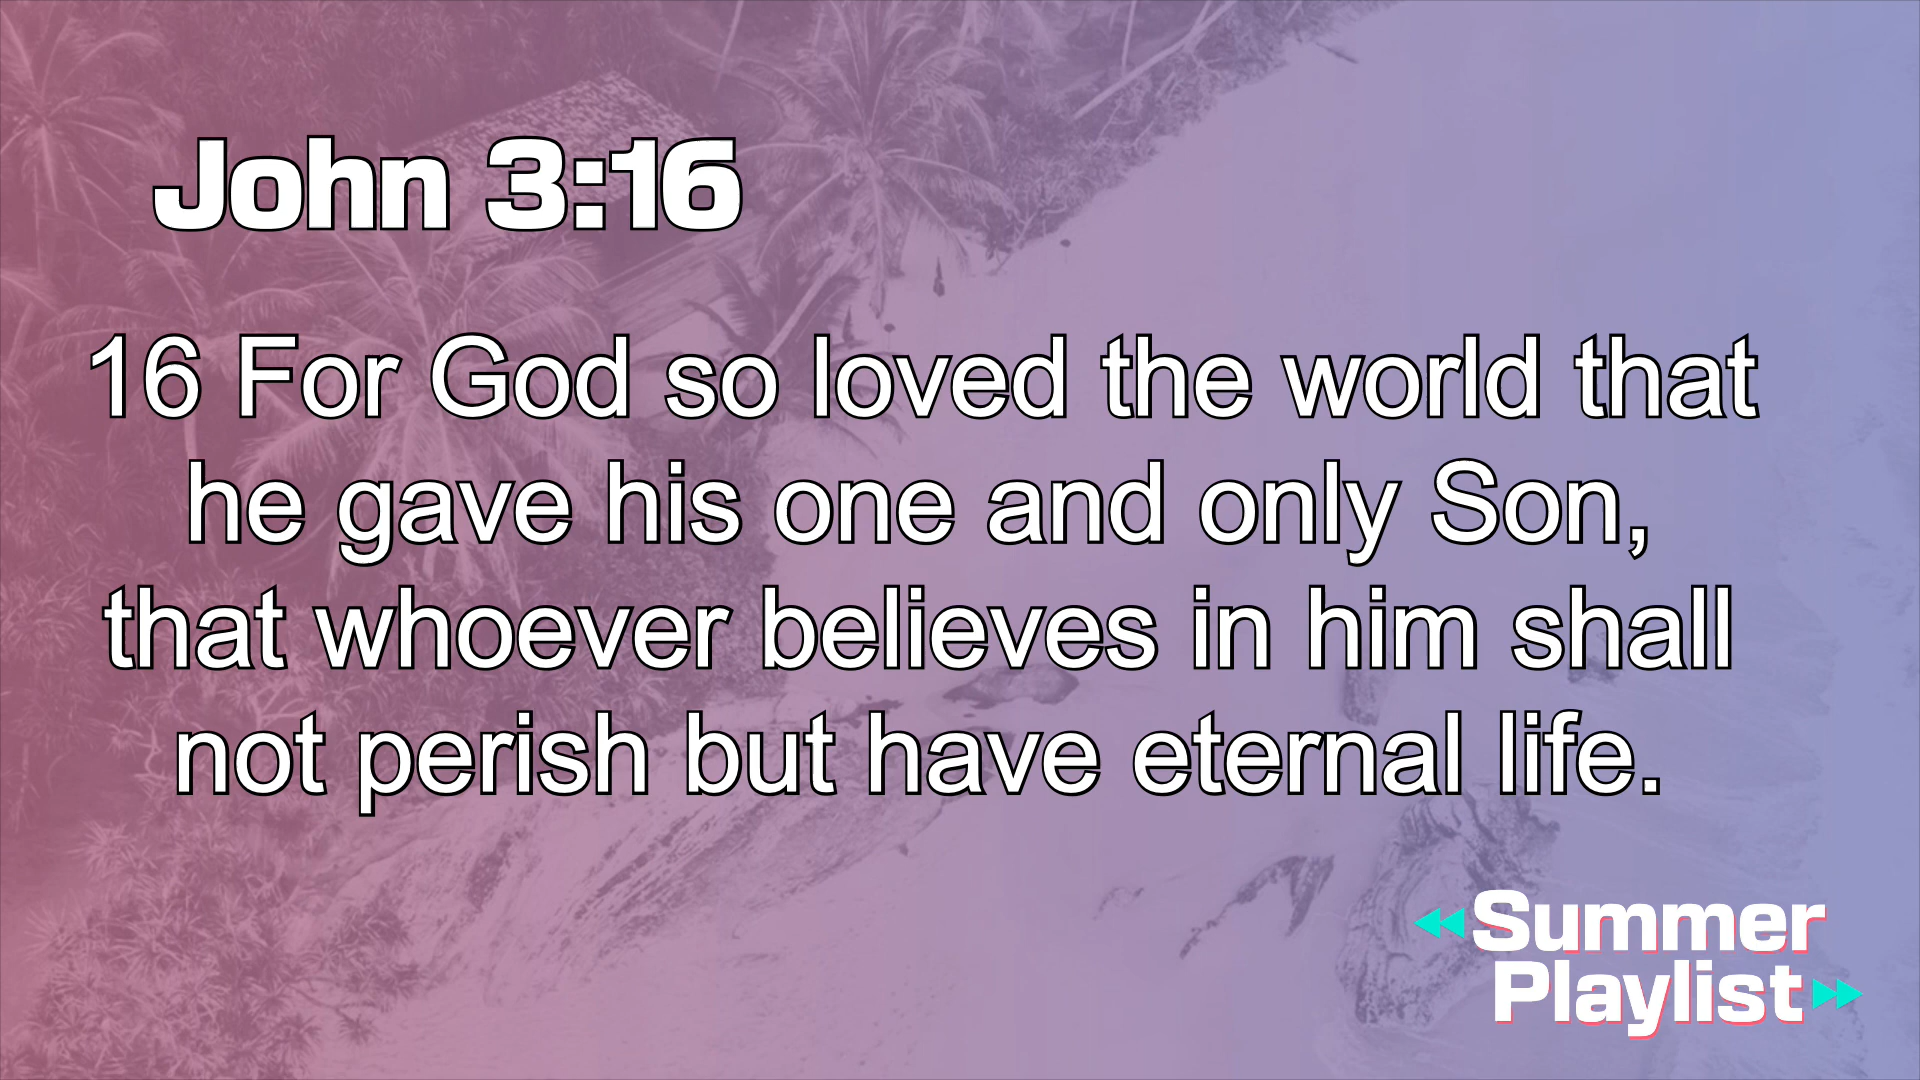 John 3:16
16 For God so loved the world that
he gave his one and only Son,
that whoever believes in him shall
not perish but have eternal life.
Summer
Playlist